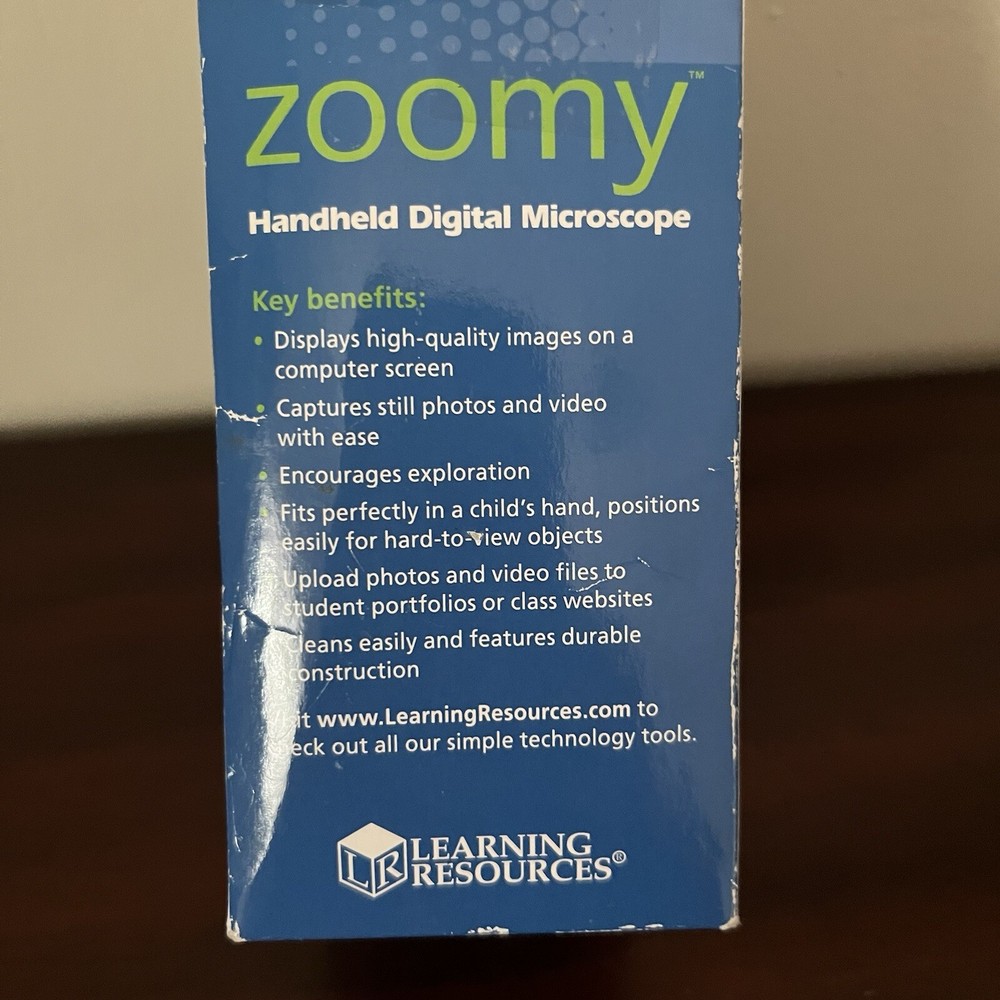 zoomy™
Handheld Digital Microscope
Key benefits:
• Displays high-quality images on a
computer screen
• Captures still photos and video
with ease
• Encourages exploration
• Fits perfectly in a child's hand, positions
easily for hard-to-view objects
Upload photos and video files to
student portfolios or class websites
Cleans easily and features durable
construction
Visit www.LearningResources.com to
check out all our simple technology tools.
LR LEARNING
RESOURCES®